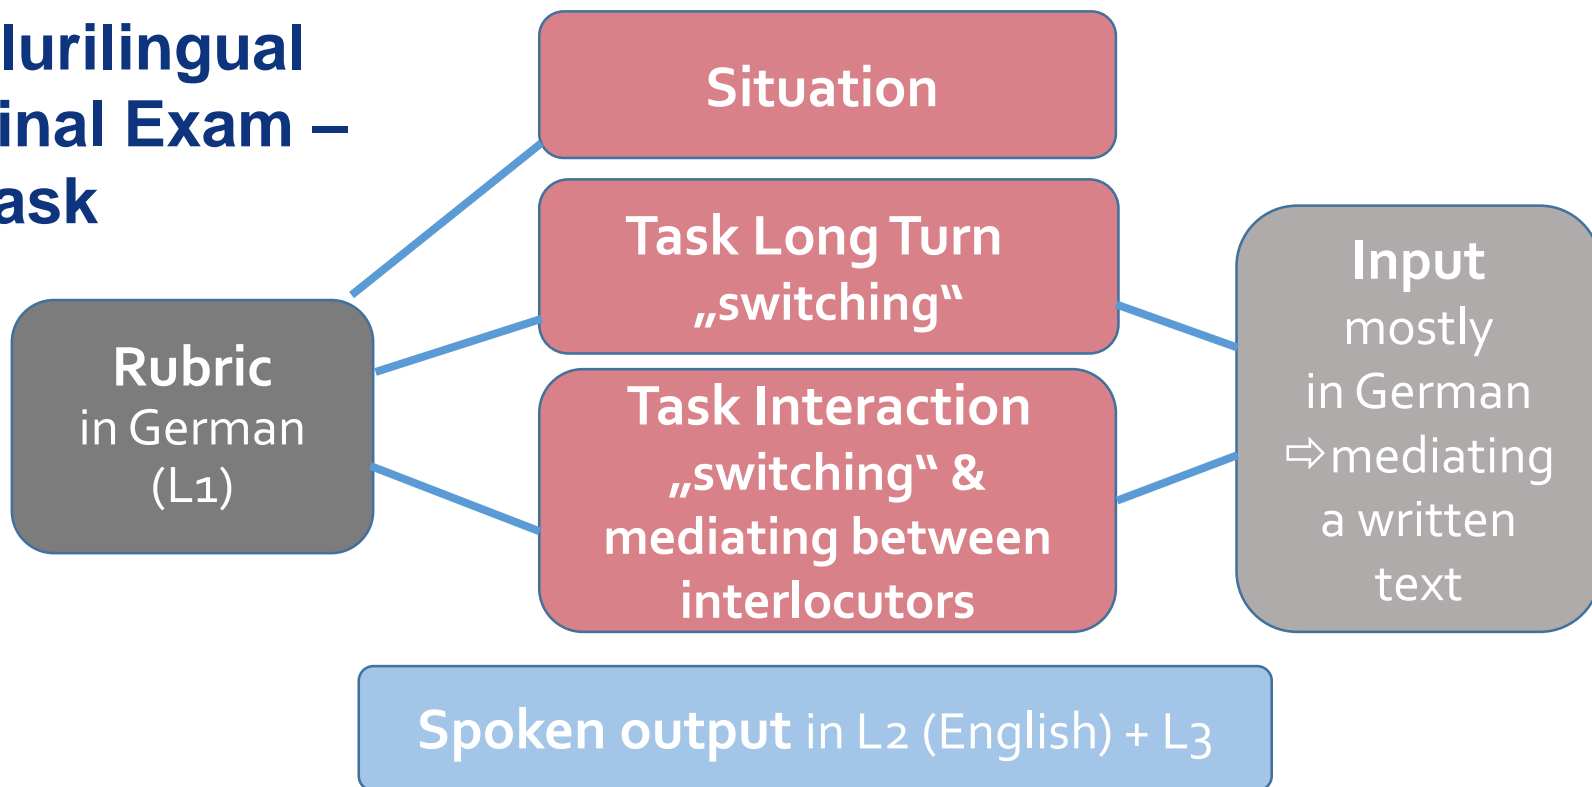 lurilingual
inal Exam –
ask
Situation
Task Long Turn
„switching“
Rubric
in German
(L1)
Task Interaction
„switching“ &
mediating between
interlocutors
Input
mostly
in German
⇨mediating
a written
text
Spoken output in L2 (English) + L3